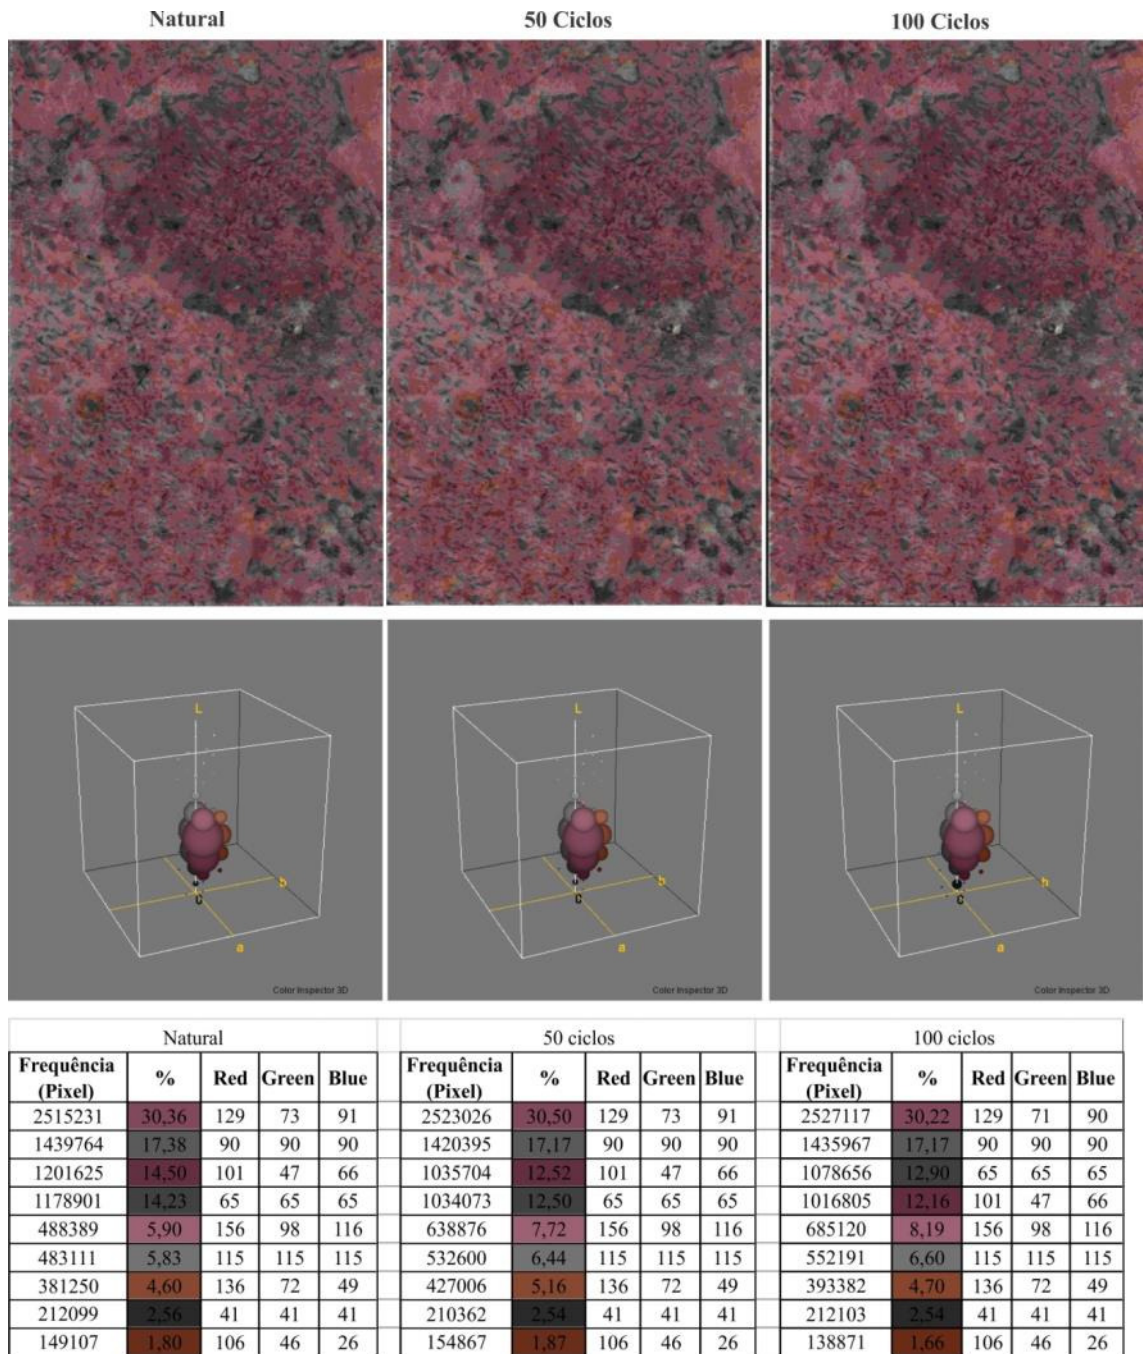 Natural 50 Ciclos 100 Ciclos
L L L
b b b
C C C
a a a
Color Inspector 3D Color Inspector 3D Color Inspector 3D
Natural 50 ciclos 100 ciclos
Frequência (Pixel) % Red Green Blue Frequência (Pixel) % Red Green Blue Frequência (Pixel) % Red Green Blue
2515231 30,36 129 73 91 2523026 30,50 129 73 91 2527117 30,22 129 71 90
1439764 17,38 90 90 90 1420395 17,17 90 90 90 1435967 17,17 90 90 90
1201625 14,50 101 47 66 1035704 12,52 101 47 66 1078656 12,90 65 65 65
1178901 14,23 65 65 65 1034073 12,50 65 65 65 1016805 12,16 101 47 66
488389 5,90 156 98 116 638876 7,72 156 98 116 685120 8,19 156 98 116
483111 5,83 115 115 115 532600 6,44 115 115 115 552191 6,60 115 115 115
381250 4,60 136 72 49 427006 5,16 136 72 49 393382 4,70 136 72 49
212099 2,56 41 41 41 210362 2,54 41 41 41 212103 2,54 41 41 41
149107 1,80 106 46 26 154867 1,87 106 46 26 138871 1,66 106 46 26